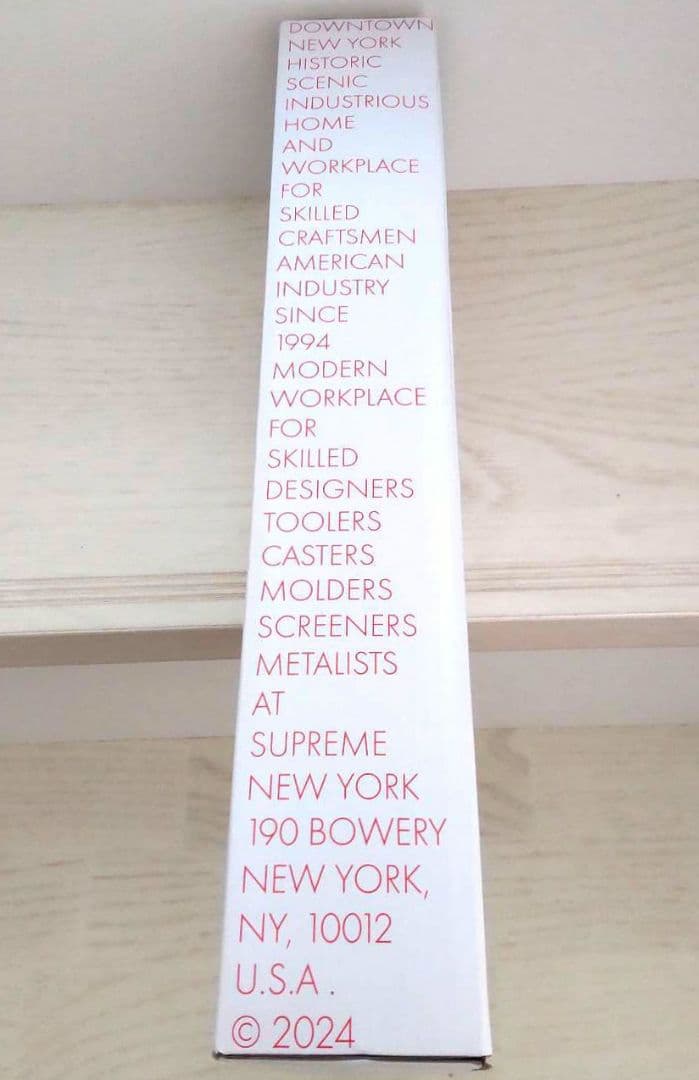 DOWNTOWN
NEW YORK
HISTORIC
SCENIC
INDUSTRIOUS
HOME
AND
WORKPLACE
FOR
SKILLED
CRAFTSMEN
AMERICAN
INDUSTRY
SINCE
1994
MODERN
WORKPLACE
FOR
SKILLED
DESIGNERS
TOOLERS
CASTERS
MOLDERS
SCREENERS
METALISTS
AT
SUPREME
NEW YORK
190 BOWERY
NEW YORK,
NY, 10012
U.S.A .
© 2024